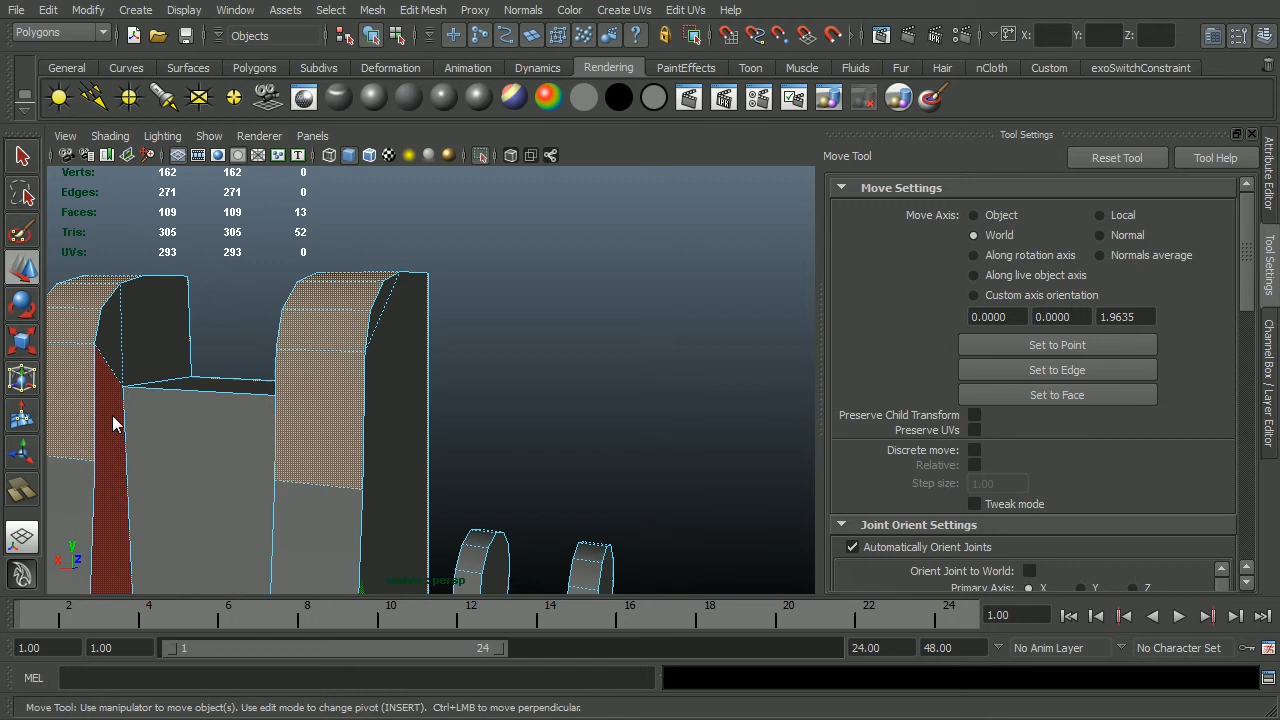 File Edit Modify Create Display Window Assets Select Mesh Edit Mesh Proxy Normals Color Create UVs Edit UVs Help
Polygons Objects X: Y: Z:
General Curves Surfaces Polygons Subdivs Deformation Animation Dynamics Rendering PaintEffects Toon Muscle Fluids Fur Hair nCloth Custom exoSwitchConstraint
View Shading Lighting Show Renderer Panels
Tool Settings
Move Tool Reset Tool Tool Help
Verts: 162 162 0
Edges: 271 271 0
Faces: 109 109 13
Tris: 305 305 52
UVs: 293 293 0
Move Settings
Move Axis: Object Local
World Normal
Along rotation axis Normals average
Along live object axis
Custom axis orientation
0.0000 0.0000 1.9635
Set to Point
Set to Edge
Set to Face
Preserve Child Transform
Preserve UVs
Discrete move:
Relative:
Step size: 1.00
Tweak mode
Joint Orient Settings
Automatically Orient Joints
Orient Joint to World:
Primary Axis: X Y Z
Attribute Editor
Tool Settings
Channel Box / Layer Editor
y
x z
persp
2 4 6 8 10 12 14 16 18 20 22 24 1.00
1.00 1.00 1 24 24.00 48.00 No Anim Layer No Character Set
MEL
Move Tool: Use manipulator to move object(s). Use edit mode to change pivot (INSERT). Ctrl+LMB to move perpendicular.